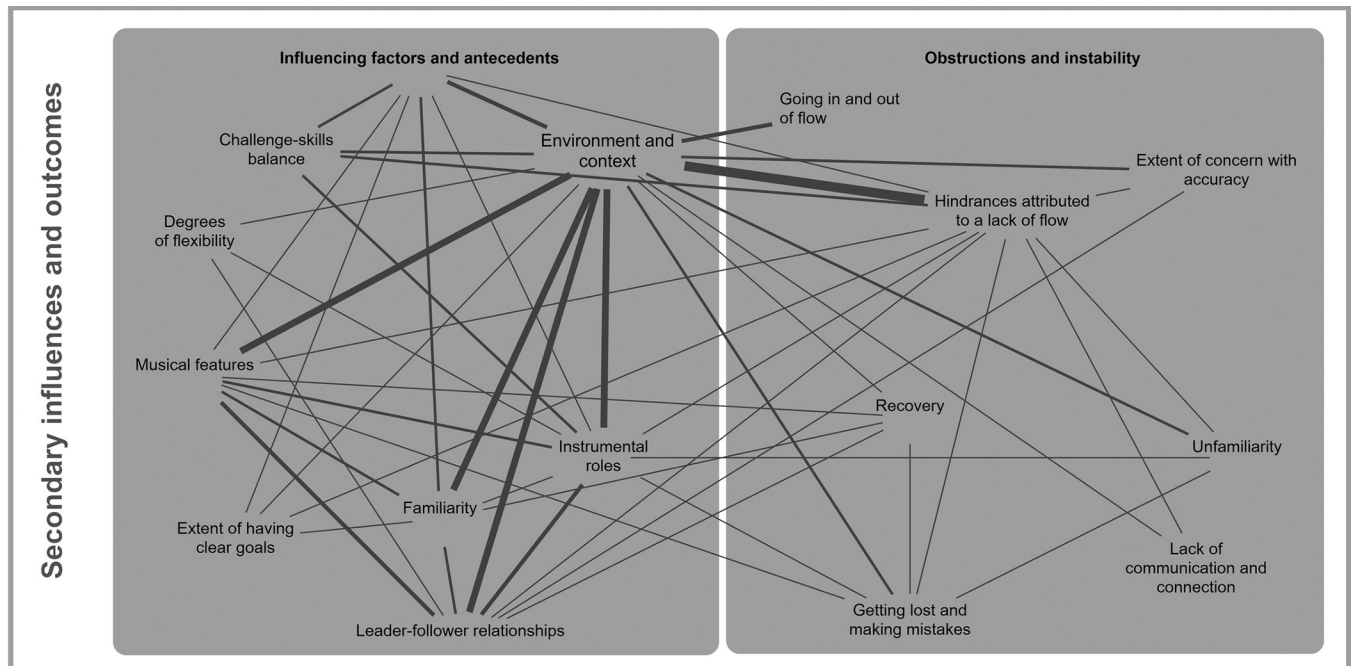 Secondary influences and outcomes
Influencing factors and antecedents
Challenge-skills
balance
Environment and
context
Degrees
of flexibility
Musical features
Instrumental
roles
Familiarity
Extent of having
clear goals
Leader-follower relationships
Obstructions and instability
Going in and out
of flow
Extent of concern with
accuracy
Hindrances attributed
to a lack of flow
Recovery
Unfamiliarity
Lack of
communication and
connection
Getting lost and
making mistakes